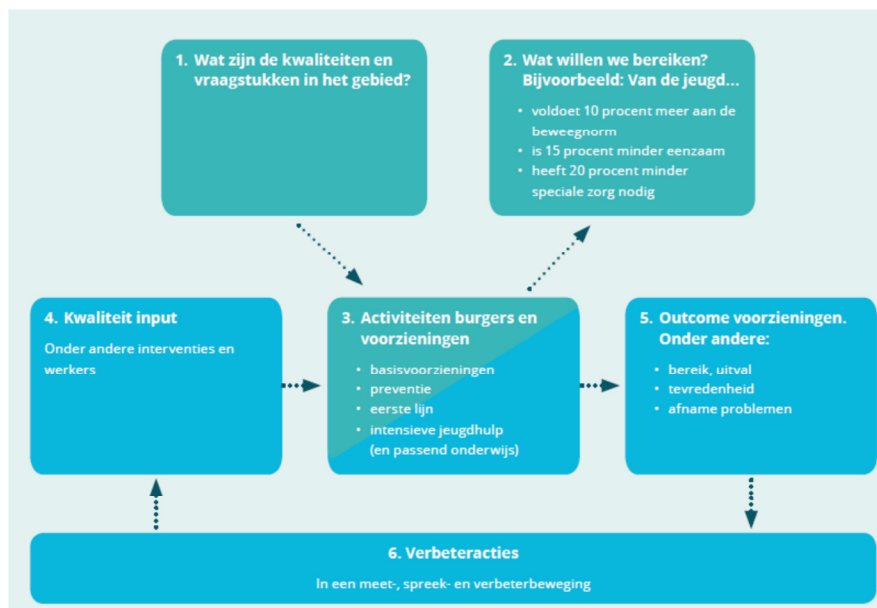 1. Wat zijn de kwaliteiten en
vraagstukken in het gebied?
2. Wat willen we bereiken?
Bijvoorbeeld: Van de jeugd...
• voldoet 10 procent meer aan de
beweegnorm
• is 15 procent minder eenzaam
• heeft 20 procent minder
speciale zorg nodig
4. Kwaliteit input
Onder andere interventies en
werkers
3. Activiteiten burgers en
voorzieningen
• basisvoorzieningen
• preventie
• eerste lijn
• intensieve jeugdhulp
(en passend onderwijs)
5. Outcome voorzieningen.
Onder andere:
• bereik, uitval
• tevredenheid
• afname problemen
6. Verbeteracties
In een meet-, spreek- en verbeterbeweging